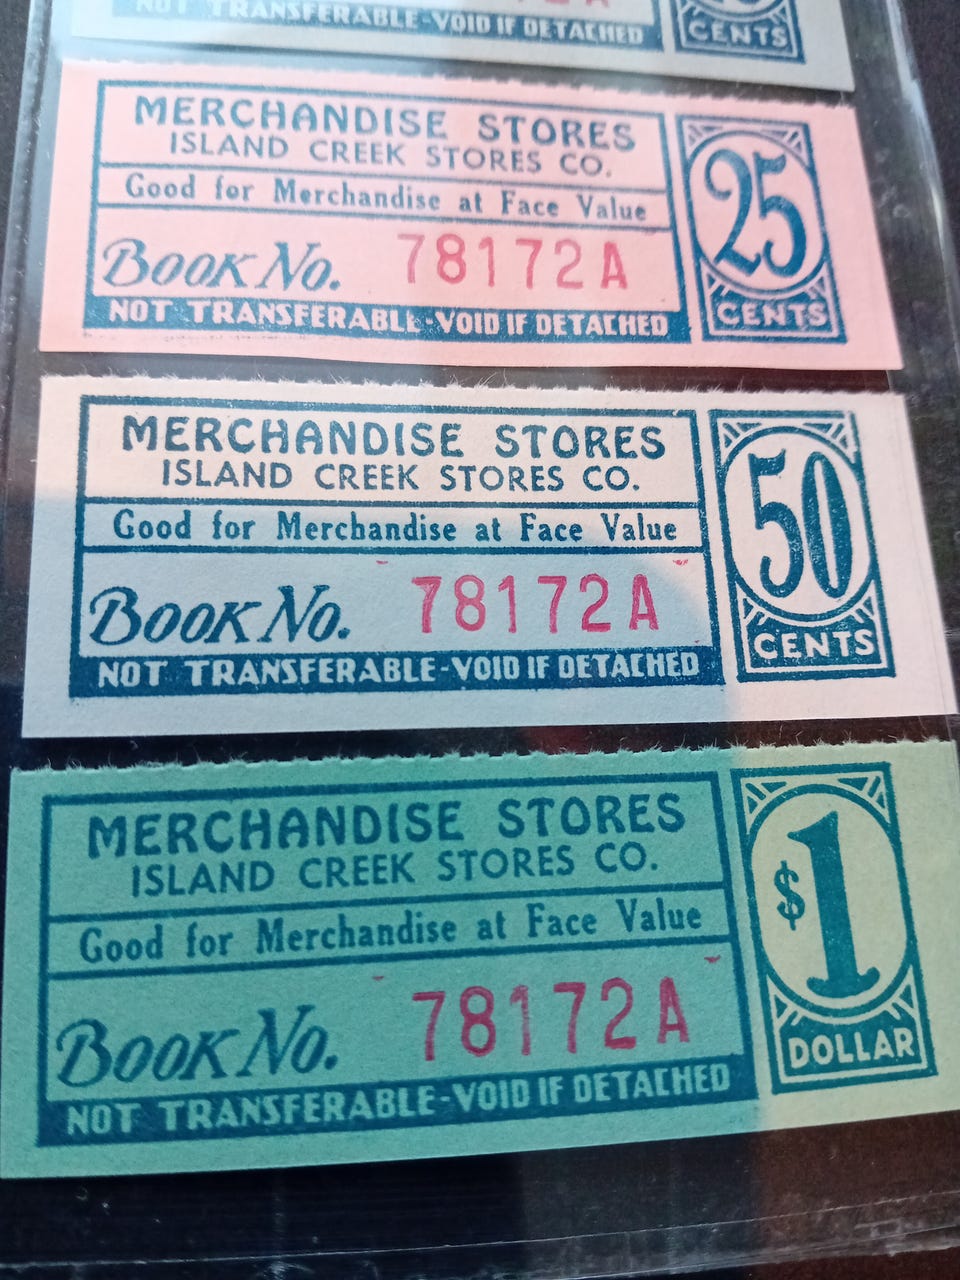 NOT TRANSFERABLE-VOID IF DETACHED
CENTS
MERCHANDISE STORES
ISLAND CREEK STORES CO.
Good for Merchandise at Face Value
Book No. 78172A
NOT TRANSFERABLE-VOID IF DETACHED
25
CENTS
MERCHANDISE STORES
ISLAND CREEK STORES CO.
Good for Merchandise at Face Value
Book No. 78172A
NOT TRANSFERABLE-VOID IF DETACHED
50
CENTS
MERCHANDISE STORES
ISLAND CREEK STORES CO.
Good for Merchandise at Face Value
Book No. 78172A
NOT TRANSFERABLE-VOID IF DETACHED
$1
DOLLAR